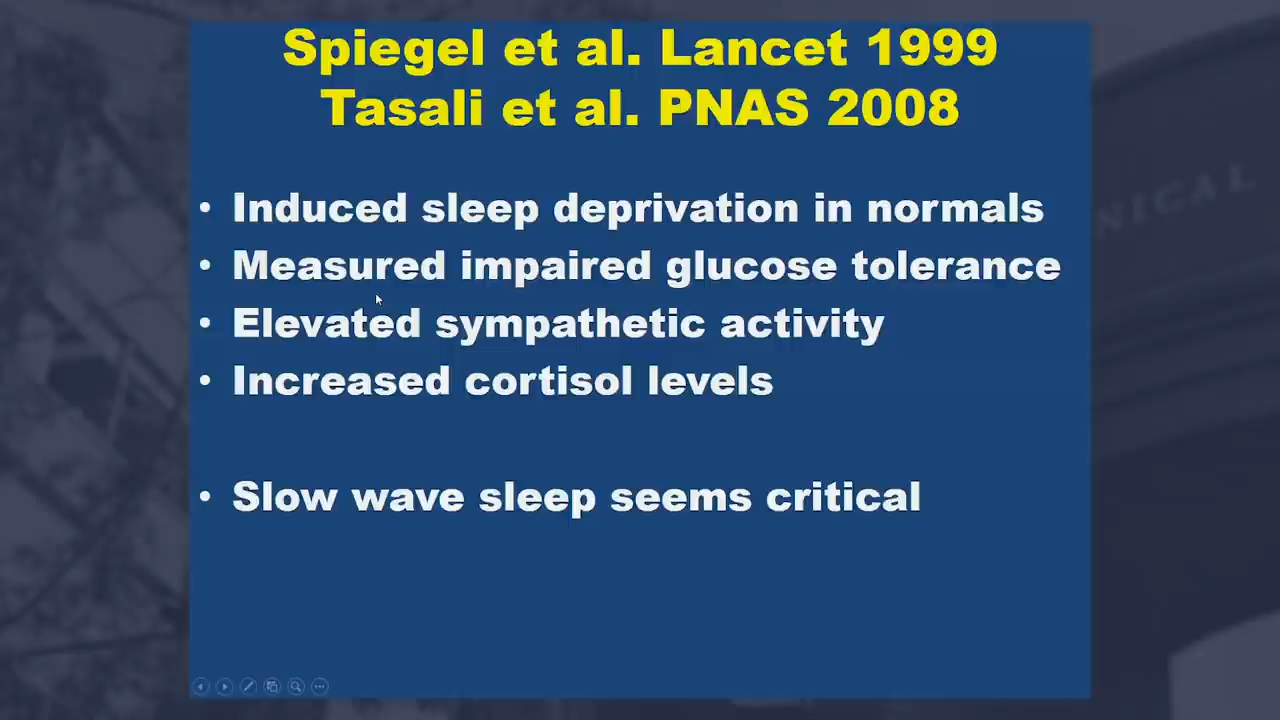 Spiegel et al. Lancet 1999
Tasali et al. PNAS 2008
• Induced sleep deprivation in normals
• Measured impaired glucose tolerance
• Elevated sympathetic activity
• Increased cortisol levels
• Slow wave sleep seems critical
NICAL